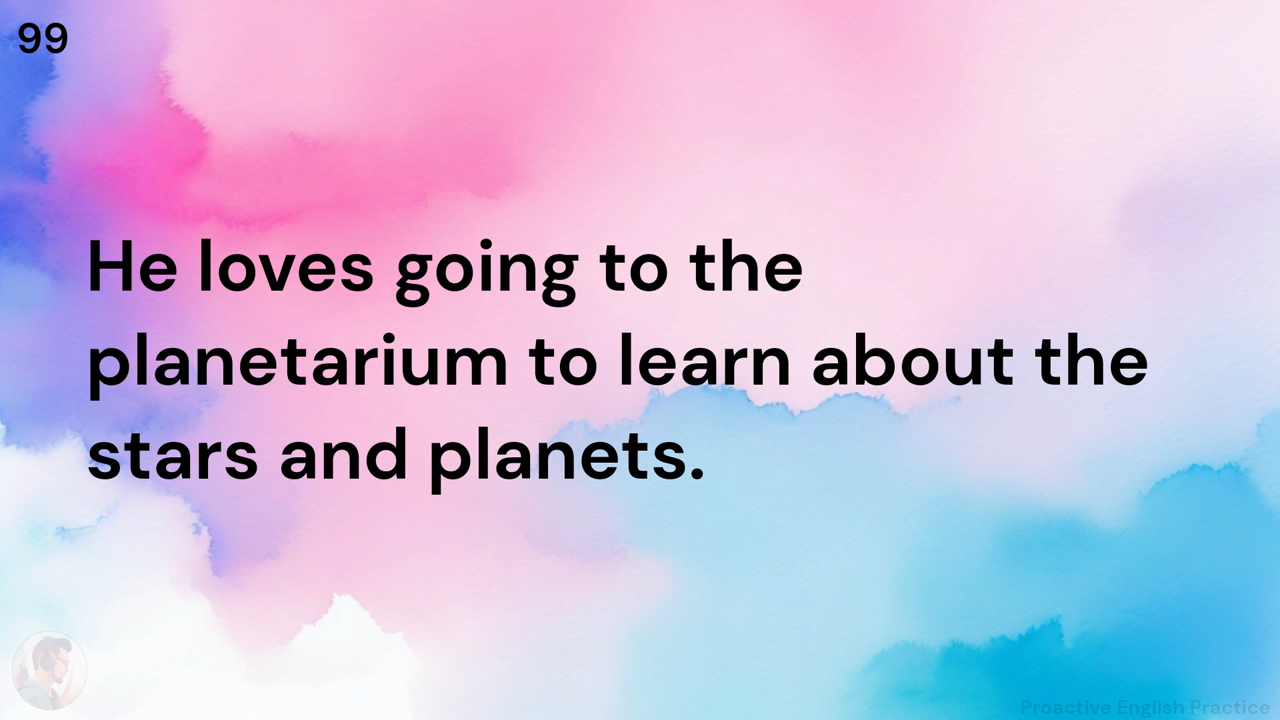 99
He loves going to the
planetarium to learn about the
stars and planets.
Proactive English Practice